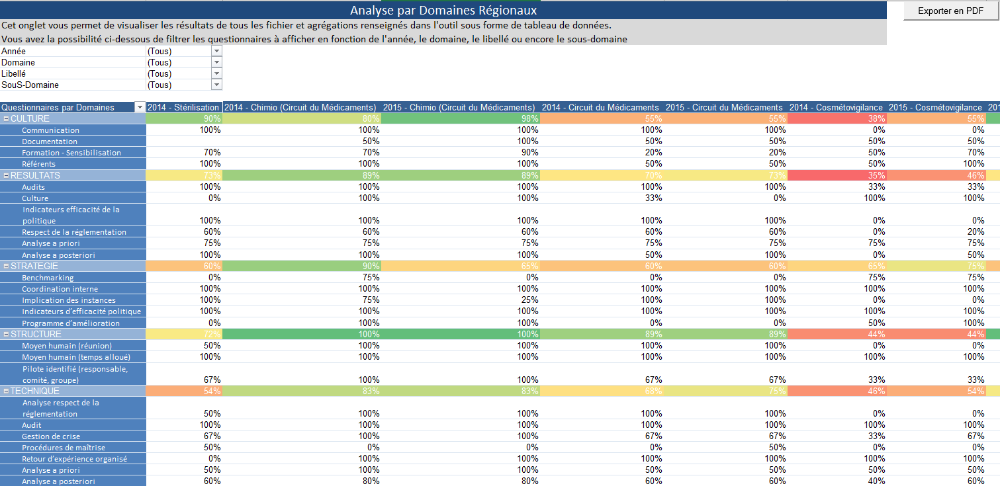 Analyse par Domaines Régionaux
Exporter en PDF
Cet onglet vous permet de visualiser les résultats de tous les fichier et agrégations renseignés dans l'outil sous forme de tableau de données.
Vous avez la possibilité ci-dessous de filtrer les questionnaires à afficher en fonction de l'année, le domaine, le libellé ou encore le sous-domaine
Année (Tous)
Domaine (Tous)
Libellé (Tous)
SouS-Domaine (Tous)
Questionnaires par Domaines 2014 - Stérilisation 2014 - Chimio (Circuit du Médicaments) 2015 - Chimio (Circuit du Médicaments) 2014 - Circuit du Médicaments 2015 - Circuit du Médicaments 2014 - Cosmétovigilance 2015 - Cosmétovigilance 201
CULTURE 90% 80% 98% 55% 55% 38% 55%
Communication 100% 100% 100% 100% 100% 0% 0%
Documentation 50% 100% 50% 50% 50% 50%
Formation - Sensibilisation 70% 70% 90% 20% 20% 50% 70%
Référents 100% 100% 100% 50% 50% 50% 100%
RESULTATS 73% 89% 89% 70% 73% 35% 46%
Audits 100% 100% 100% 100% 100% 33% 33%
Culture 0% 100% 100% 33% 0% 100% 100%
Indicateurs efficacité de la
politique 100% 100% 100% 100% 100% 0% 0%
Respect de la réglementation 60% 60% 60% 60% 60% 0% 20%
Analyse a priori 75% 75% 75% 75% 75% 75% 75%
Analyse a posteriori 100% 100% 100% 50% 100% 0% 50%
STRATEGIE 60% 90% 65% 60% 60% 65% 75%
Benchmarking 0% 75% 0% 0% 0% 75% 75%
Coordination interne 100% 100% 100% 100% 100% 100% 100%
Implication des instances 100% 75% 25% 100% 100% 0% 0%
Indicateurs d'efficacité politique 100% 100% 100% 100% 100% 100% 100%
Programme d'amélioration 0% 100% 100% 0% 0% 50% 100%
STRUCTURE 72% 100% 100% 89% 89% 44% 44%
Moyen humain (réunion) 50% 100% 100% 100% 100% 0% 0%
Moyen humain (temps alloué) 100% 100% 100% 100% 100% 100% 100%
Pilote identifié (responsable,
comité, groupe) 67% 100% 100% 67% 67% 33% 33%
TECHNIQUE 54% 83% 83% 68% 75% 46% 54%
Analyse respect de la
réglementation 50% 100% 100% 100% 100% 0% 0%
Audit 100% 100% 100% 100% 100% 100% 100%
Gestion de crise 67% 100% 100% 67% 67% 33% 67%
Procédures de maîtrise 50% 0% 0% 0% 50% 0% 0%
Retour d'expérience organisé 0% 100% 100% 100% 100% 100% 100%
Analyse a priori 50% 100% 100% 50% 50% 50% 50%
Analyse a posteriori 60% 80% 80% 60% 60% 40% 60%